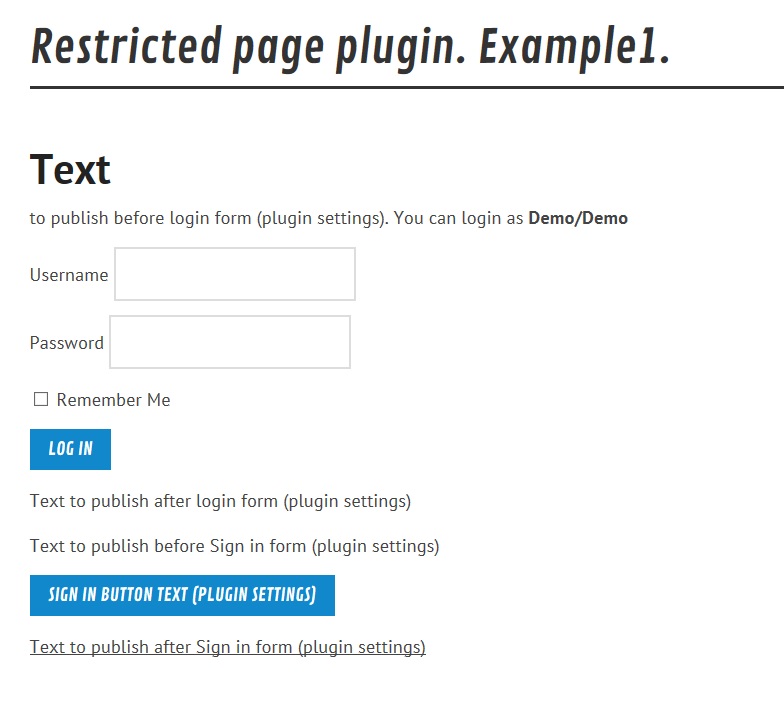 Restricted page plugin. Example1.
Text
to publish before login form (plugin settings). You can login as Demo/Demo
Username
Password
Remember Me
LOG IN
Text to publish after login form (plugin settings)
Text to publish before Sign in form (plugin settings)
SIGN IN BUTTON TEXT (PLUGIN SETTINGS)
Text to publish after Sign in form (plugin settings)